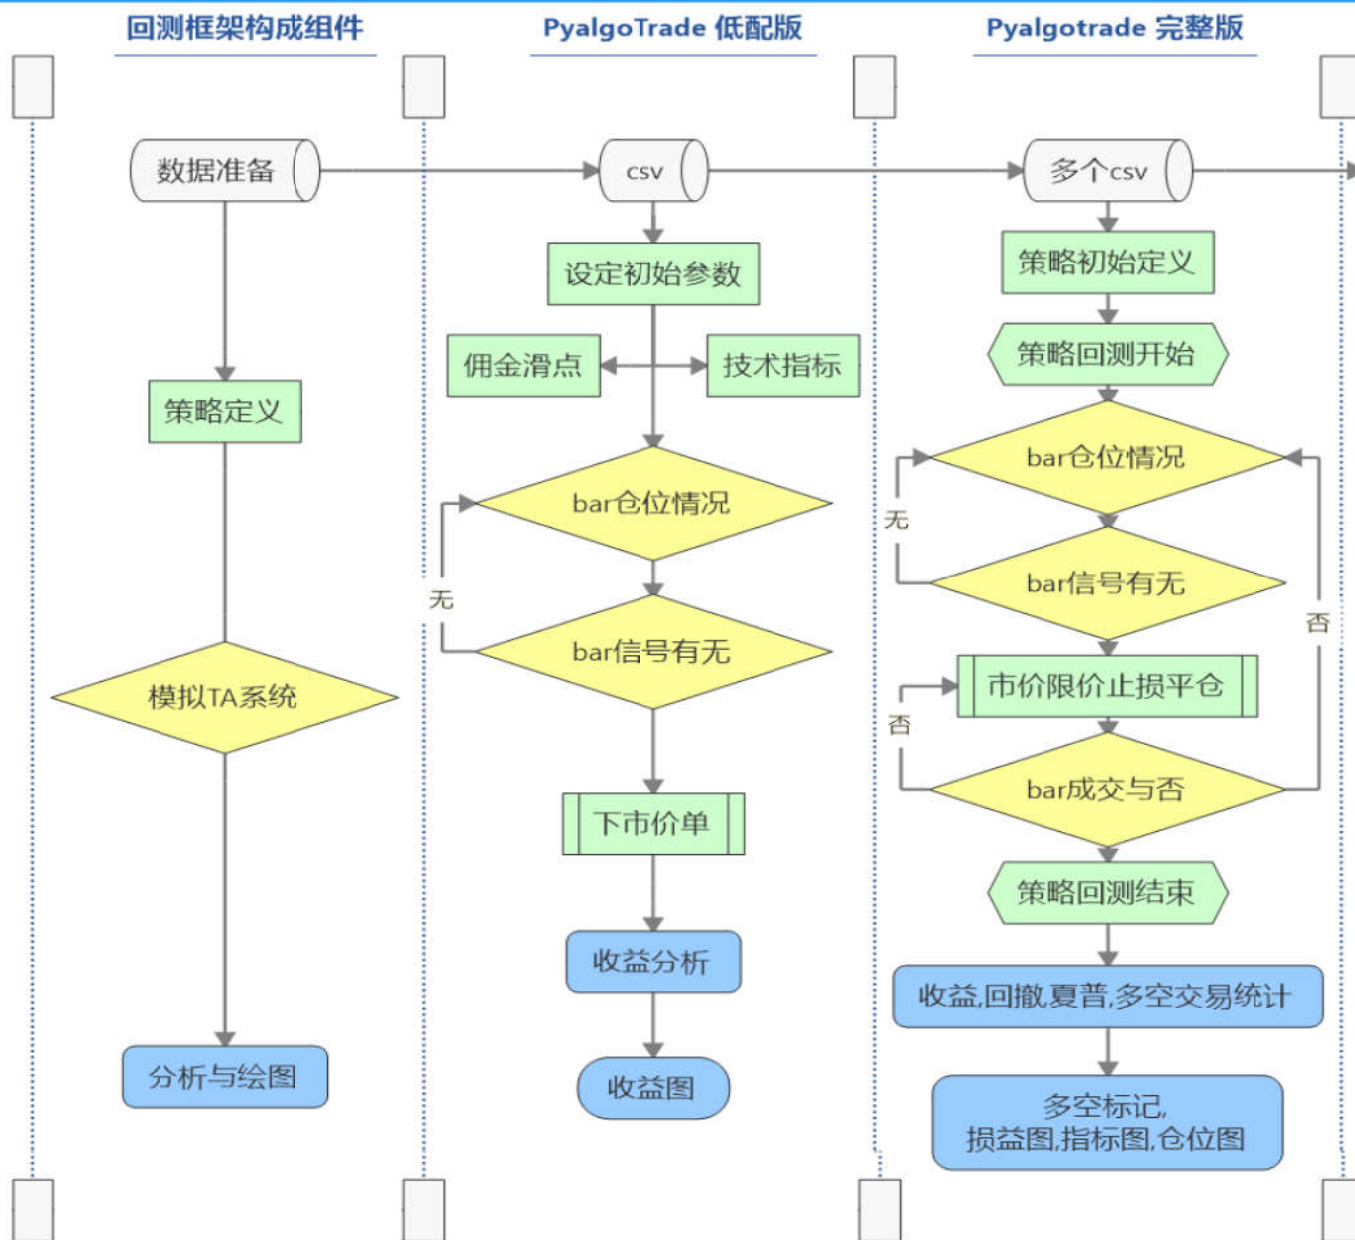 回测框架构成组件
PyalgoTrade 低配版
Pyalgotrade 完整版
数据准备
csv
多个csv
策略定义
模拟TA系统
分析与绘图
设定初始参数
佣金滑点
技术指标
bar仓位情况
无
bar信号有无
下市价单
收益分析
收益图
策略初始定义
策略回测开始
bar仓位情况
无
bar信号有无
否
市价限价止损平仓
否
bar成交与否
策略回测结束
收益,回撤,夏普,多空交易统计
多空标记,
损益图,指标图,仓位图